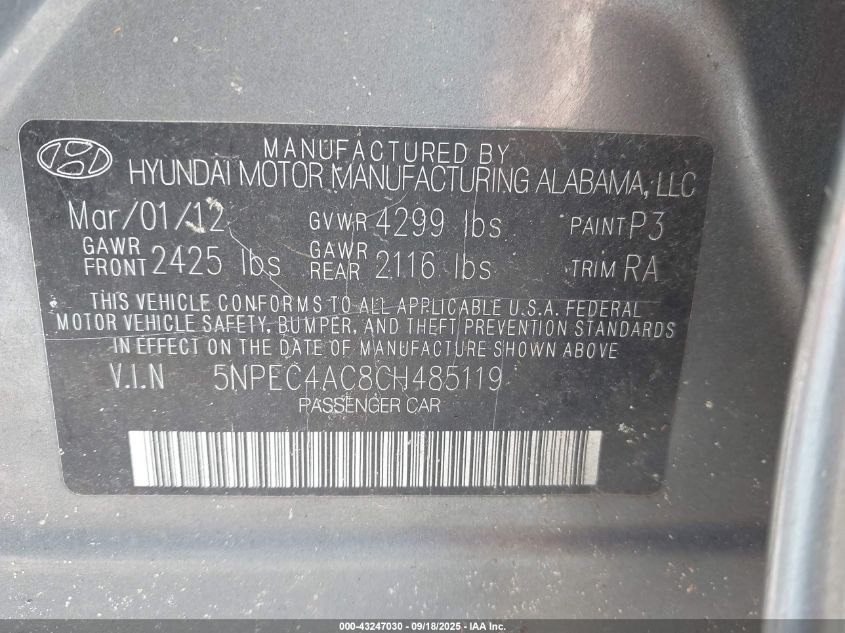 MANUFACTURED BY
HYUNDAI MOTOR MANUFACTURING ALABAMA, LLC
Mar/01/12 GVWR 4299 lbs PAINT P3
GAWR FRONT 2425 lbs GAWR REAR 2116 lbs TRIM RA
THIS VEHICLE CONFORMS TO ALL APPLICABLE U.S.A. FEDERAL
MOTOR VEHICLE SAFETY, BUMPER, AND THEFT PREVENTION STANDARDS
IN EFFECT ON THE DATE OF MANUFACTURE SHOWN ABOVE
V.I.N 5NPEC4AC8CH485119
PASSENGER CAR
000-43247030 - 09/18/2025 - IAA Inc.